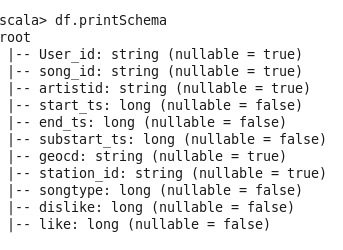 scala> df.printSchema
root
 |-- User_id: string (nullable = true)
 |-- song_id: string (nullable = true)
 |-- artistid: string (nullable = true)
 |-- start_ts: long (nullable = false)
 |-- end_ts: long (nullable = false)
 |-- substart_ts: long (nullable = false)
 |-- geocd: string (nullable = true)
 |-- station_id: string (nullable = true)
 |-- songtype: long (nullable = false)
 |-- dislike: long (nullable = false)
 |-- like: long (nullable = false)